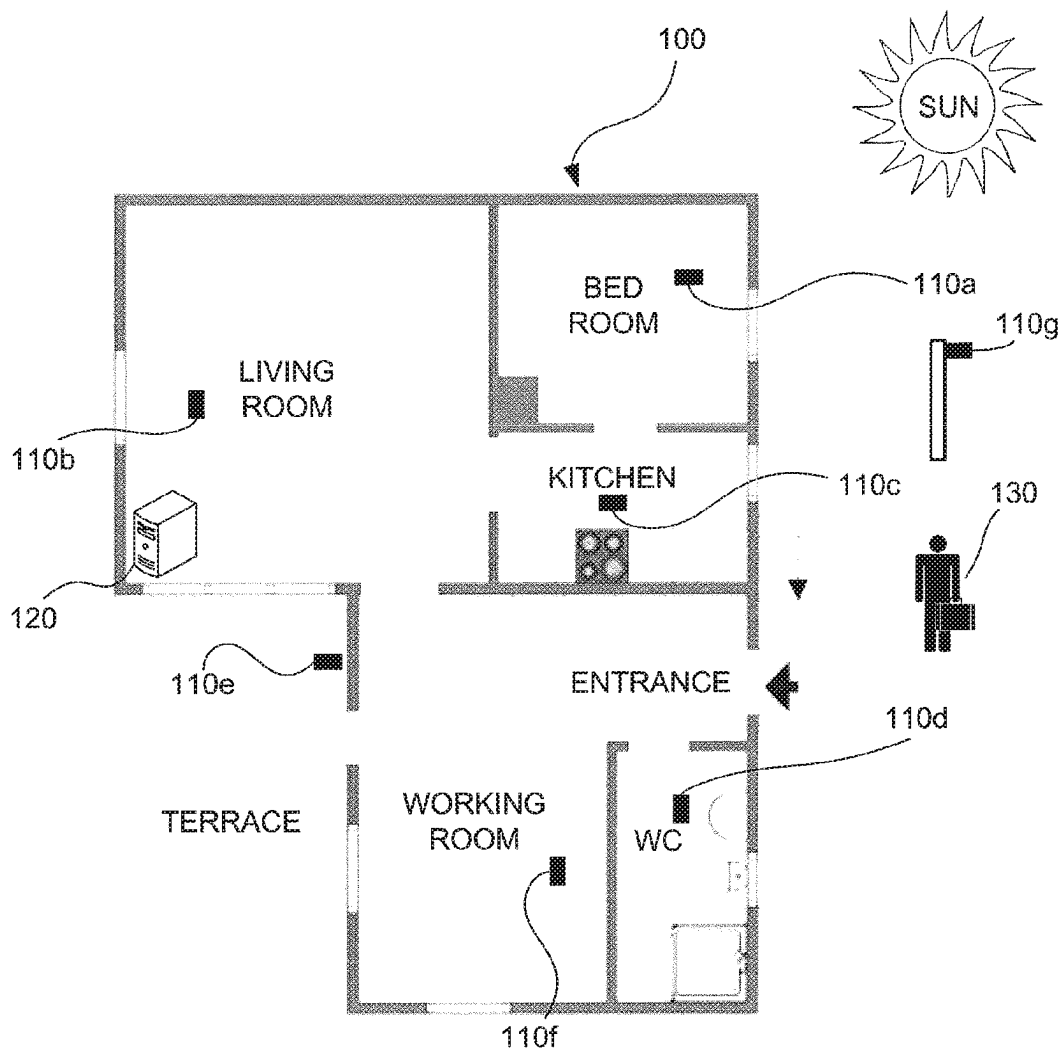 100
SUN
BED
ROOM
110a
110g
LIVING
ROOM
110b
KITCHEN
110c
130
120
110e
ENTRANCE
110d
TERRACE
WORKING
ROOM
WC
110f